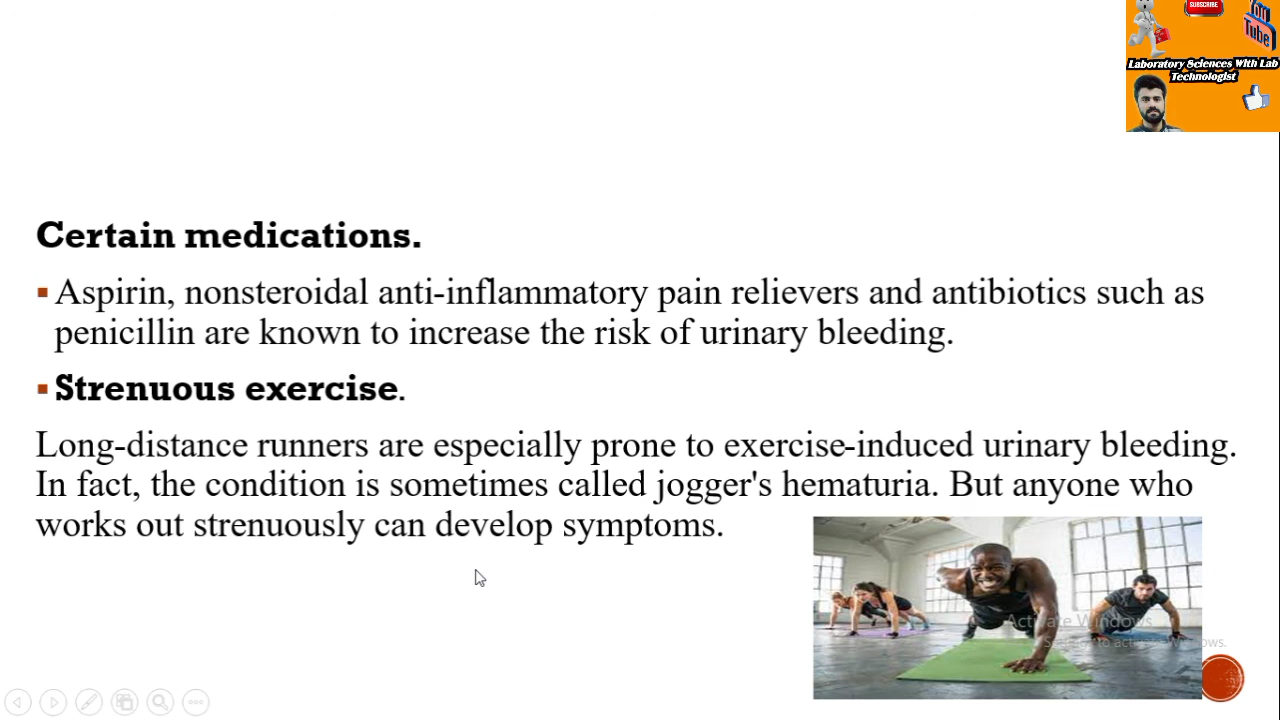 SUBSCRIBE
You
Tube
Laboratory Sciences With Lab
Technologist
Certain medications.
Aspirin, nonsteroidal anti-inflammatory pain relievers and antibiotics such as
penicillin are known to increase the risk of urinary bleeding.
Strenuous exercise.
Long-distance runners are especially prone to exercise-induced urinary bleeding.
In fact, the condition is sometimes called jogger's hematuria. But anyone who
works out strenuously can develop symptoms.
Activate Windows
to activate Windows.